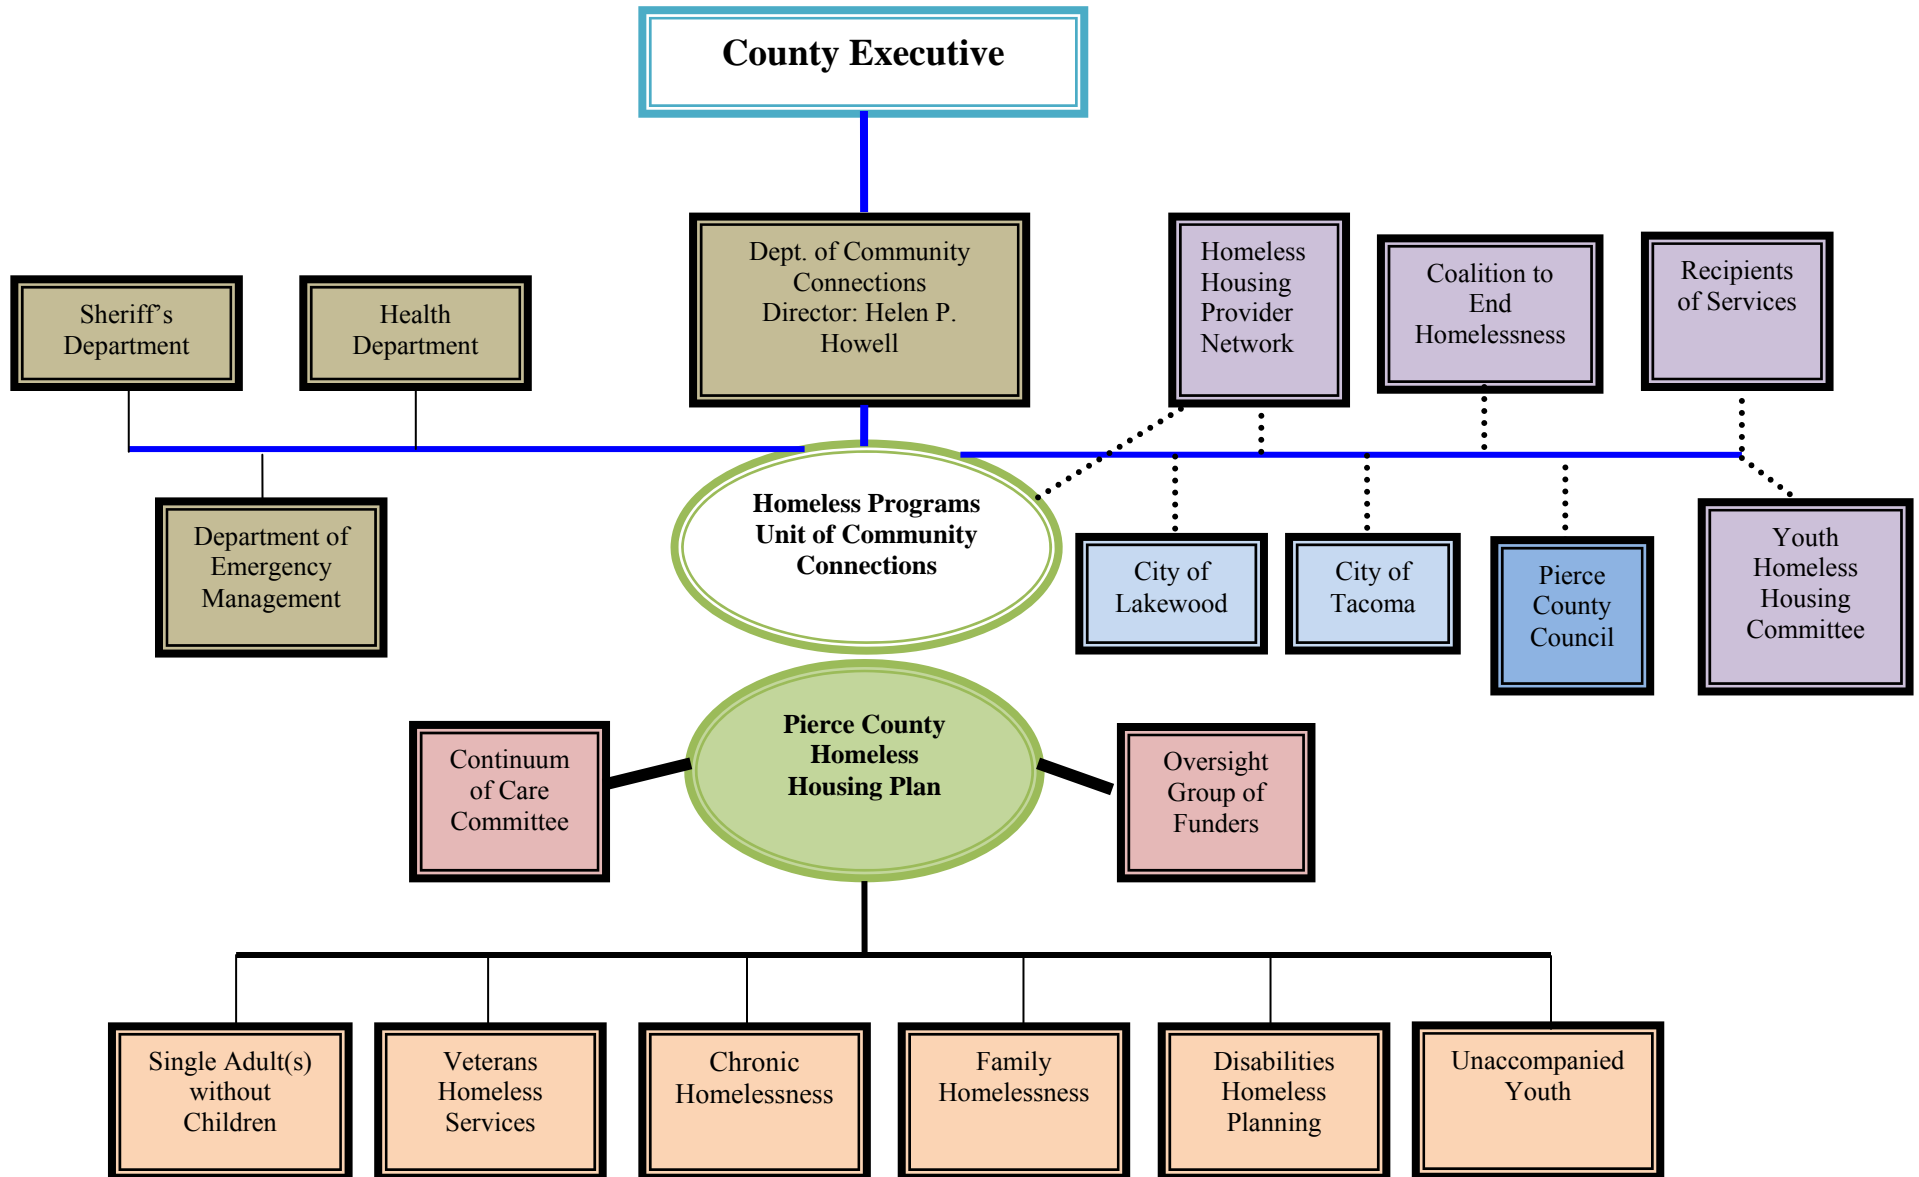 County Executive
Dept. of Community
Connections
Director: Helen P.
Howell
Homeless
Housing
Provider
Network
Coalition to
End
Homelessness
Recipients
of Services
Sheriff’s
Department
Health
Department
Department of
Emergency
Management
Homeless Programs
Unit of Community
Connections
City of
Lakewood
City of
Tacoma
Pierce
County
Council
Youth
Homeless
Housing
Committee
Continuum
of Care
Committee
Pierce County
Homeless
Housing Plan
Oversight
Group of
Funders
Single Adult(s)
without
Children
Veterans
Homeless
Services
Chronic
Homelessness
Family
Homelessness
Disabilities
Homeless
Planning
Unaccompanied
Youth